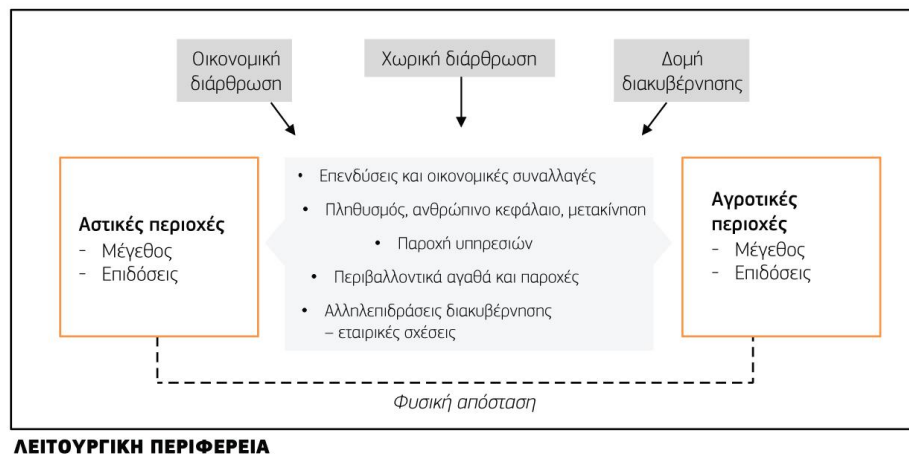 Οικονομική
διάρθρωση
Χωρική διάρθρωση
Δομή
διακυβέρνησης
Αστικές περιοχές
- Μέγεθος
- Επιδόσεις
• Επενδύσεις και οικονομικές συναλλαγές
• Πληθυσμός, ανθρώπινο κεφάλαιο, μετακίνηση
• Παροχή υπηρεσιών
• Περιβαλλοντικά αγαθά και παροχές
• Αλληλεπιδράσεις διακυβέρνησης
– εταιρικές σχέσεις
Αγροτικές
περιοχές
- Μέγεθος
- Επιδόσεις
Φυσική απόσταση
ΛΕΙΤΟΥΡΓΙΚΗ ΠΕΡΙΦΕΡΕΙΑ